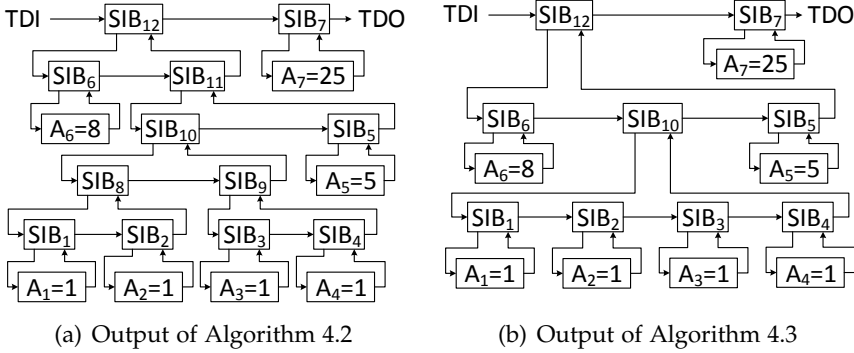 TDI SIB₁₂ SIB₇ TDO
SIB₆ SIB₁₁ A₇=25
A₆=8 SIB₁₀ SIB₅
SIB₈ SIB₉ A₅=5
SIB₁ SIB₂ SIB₃ SIB₄
A₁=1 A₂=1 A₃=1 A₄=1
(a) Output of Algorithm 4.2
TDI SIB₁₂ SIB₇ TDO
A₇=25
SIB₆ SIB₁₀ SIB₅
A₆=8 A₅=5
SIB₁ SIB₂ SIB₃ SIB₄
A₁=1 A₂=1 A₃=1 A₄=1
(b) Output of Algorithm 4.3